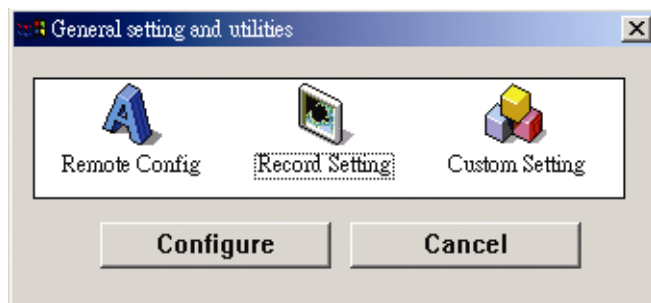 General setting and utilities
Remote Config Record Setting Custom Setting
Configure Cancel